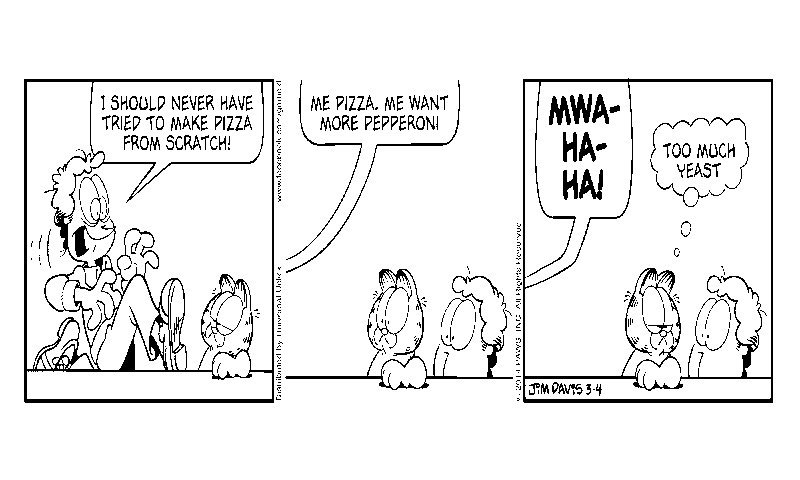 I SHOULD NEVER HAVE
TRIED TO MAKE PIZZA
FROM SCRATCH!
ME PIZZA. ME WANT
MORE PEPPERONI
MWA-
HA-
HA!
TOO MUCH
YEAST
JIM DAVIS 3-4